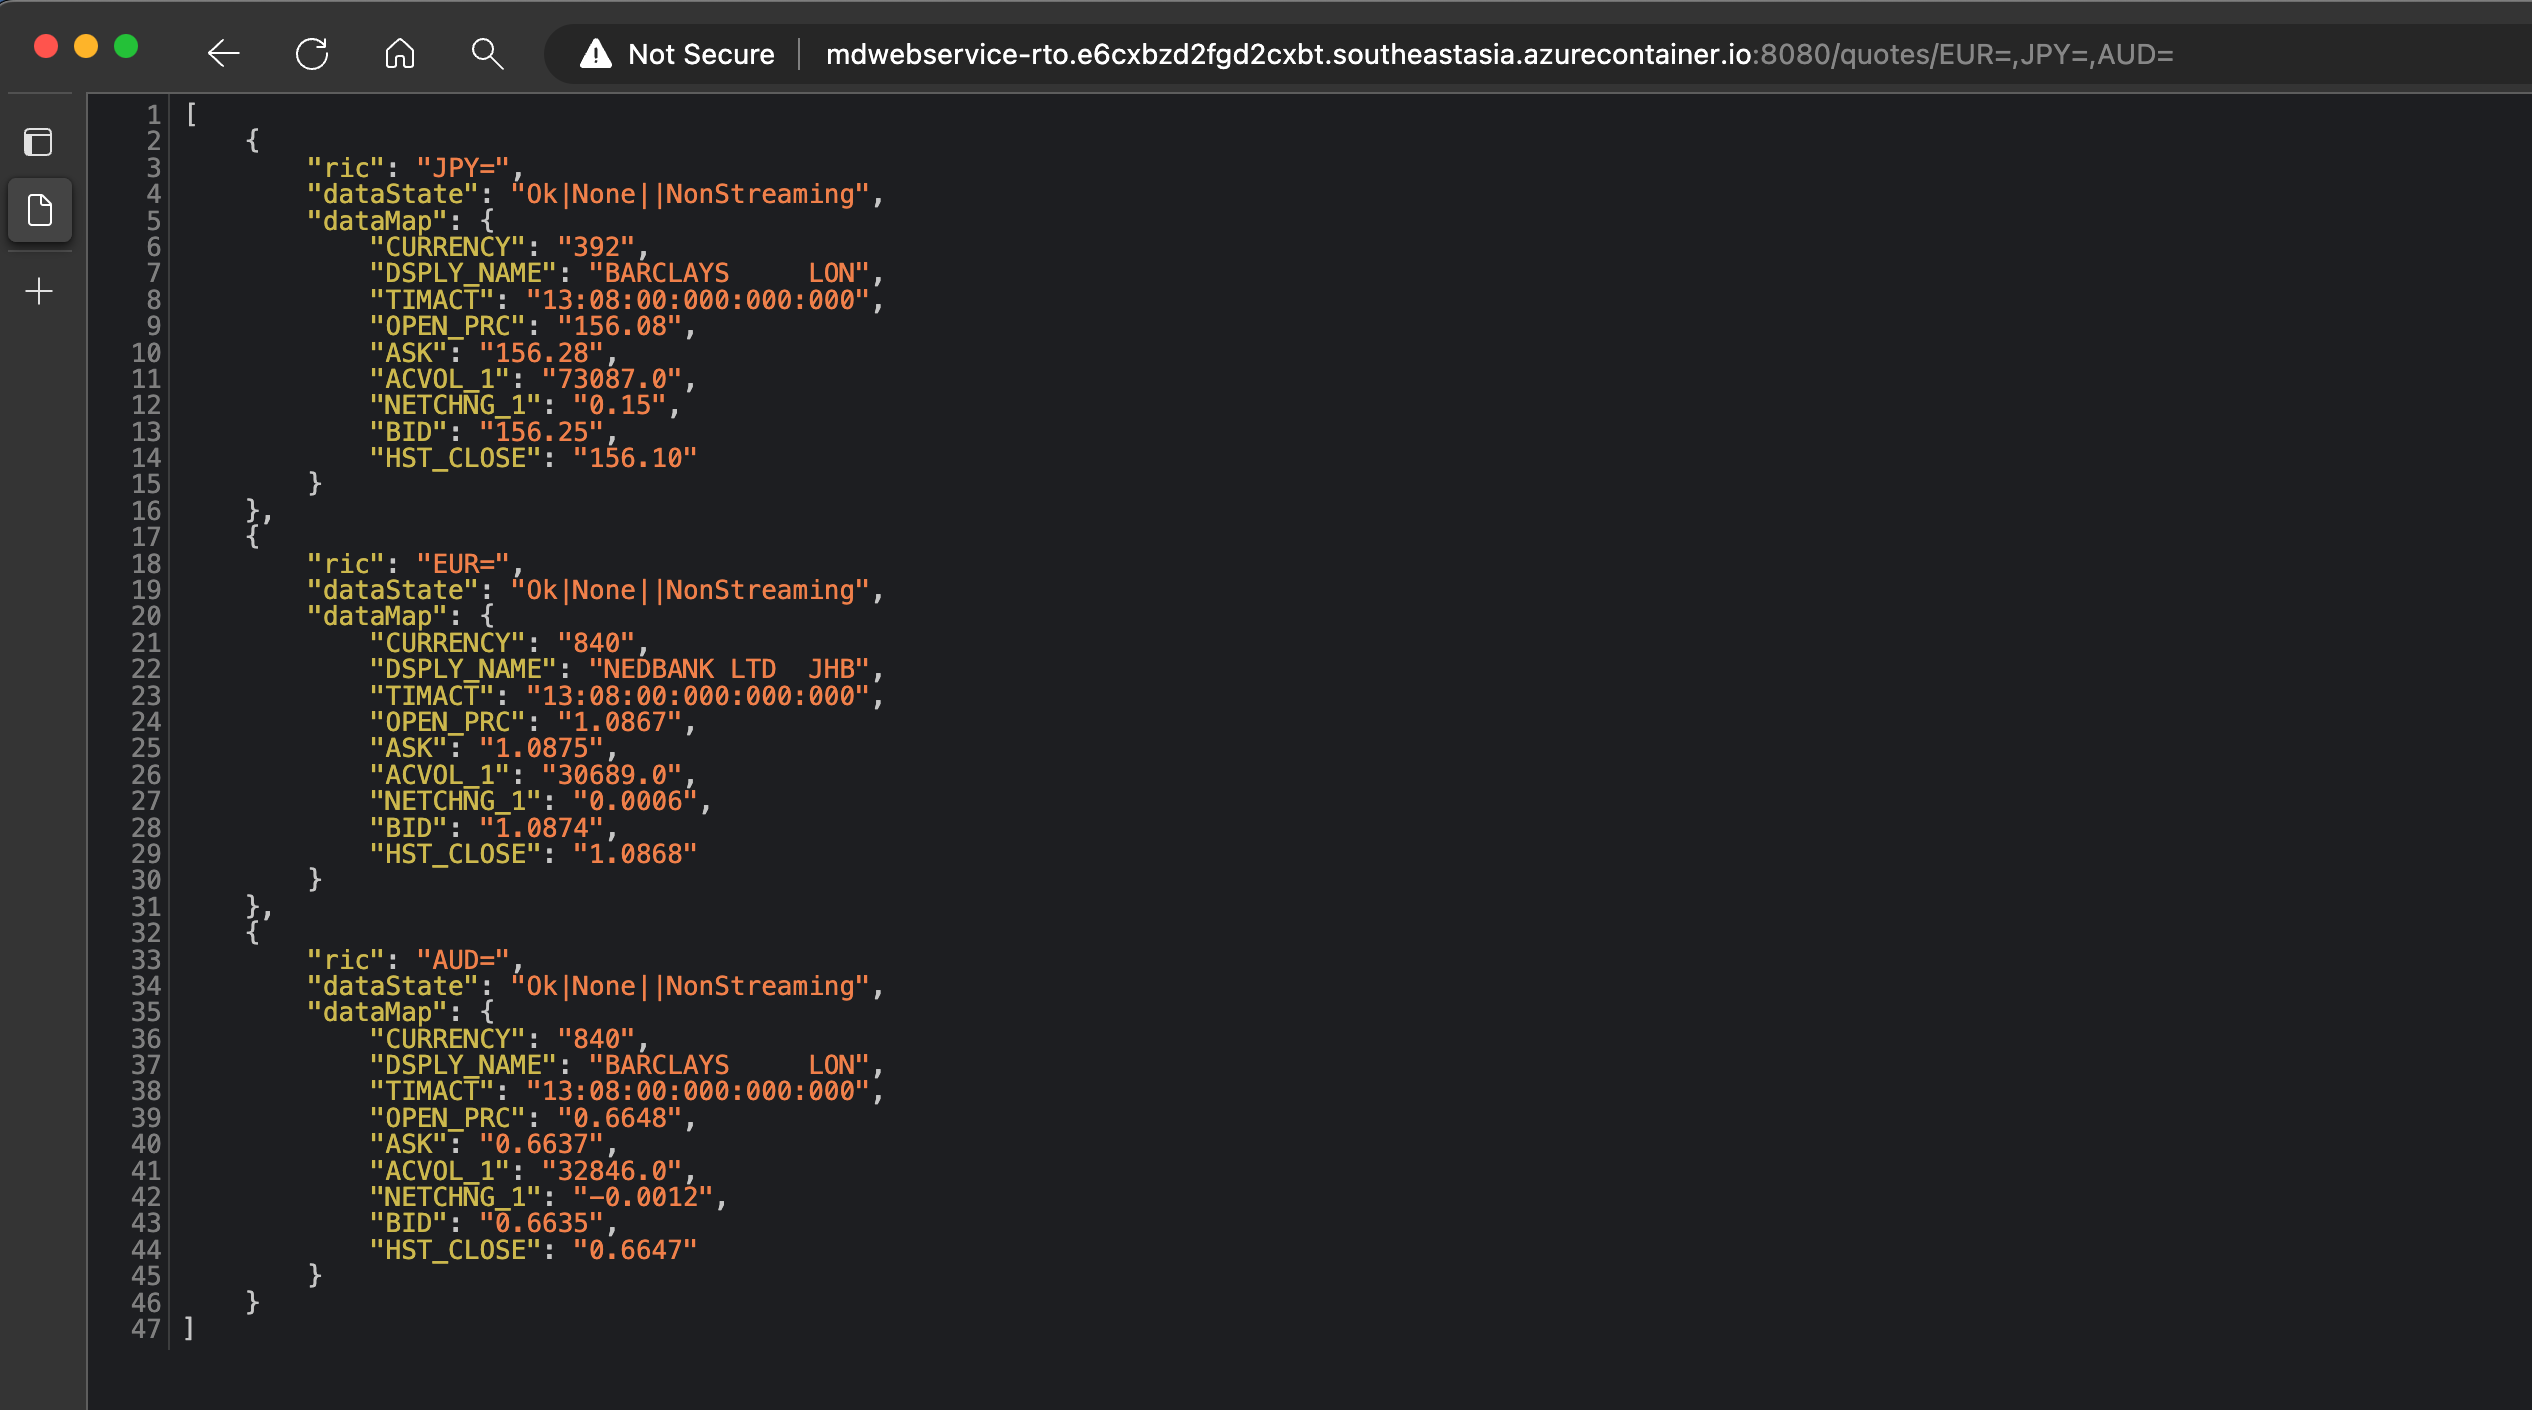 Not Secure | mdwebservice-rto.e6cxbzd2fgd2cxbt.southeastasia.azurecontainer.io:8080/quotes/EUR=,JPY=,AUD=
1 [
2     {
3         "ric": "JPY=",
4         "dataState": "Ok|None||NonStreaming",
5         "dataMap": {
6             "CURRENCY": "392",
7             "DSPLY_NAME": "BARCLAYS     LON",
8             "TIMACT": "13:08:00:000:000:000",
9             "OPEN_PRC": "156.08",
10             "ASK": "156.28",
11             "ACVOL_1": "73087.0",
12             "NETCHNG_1": "0.15",
13             "BID": "156.25",
14             "HST_CLOSE": "156.10"
15         }
16     },
17     {
18         "ric": "EUR=",
19         "dataState": "Ok|None||NonStreaming",
20         "dataMap": {
21             "CURRENCY": "840",
22             "DSPLY_NAME": "NEDBANK LTD  JHB",
23             "TIMACT": "13:08:00:000:000:000",
24             "OPEN_PRC": "1.0867",
25             "ASK": "1.0875",
26             "ACVOL_1": "30689.0",
27             "NETCHNG_1": "0.0006",
28             "BID": "1.0874",
29             "HST_CLOSE": "1.0868"
30         }
31     },
32     {
33         "ric": "AUD=",
34         "dataState": "Ok|None||NonStreaming",
35         "dataMap": {
36             "CURRENCY": "840",
37             "DSPLY_NAME": "BARCLAYS     LON",
38             "TIMACT": "13:08:00:000:000:000",
39             "OPEN_PRC": "0.6648",
40             "ASK": "0.6637",
41             "ACVOL_1": "32846.0",
42             "NETCHNG_1": "-0.0012",
43             "BID": "0.6635",
44             "HST_CLOSE": "0.6647"
45         }
46     }
47 ]